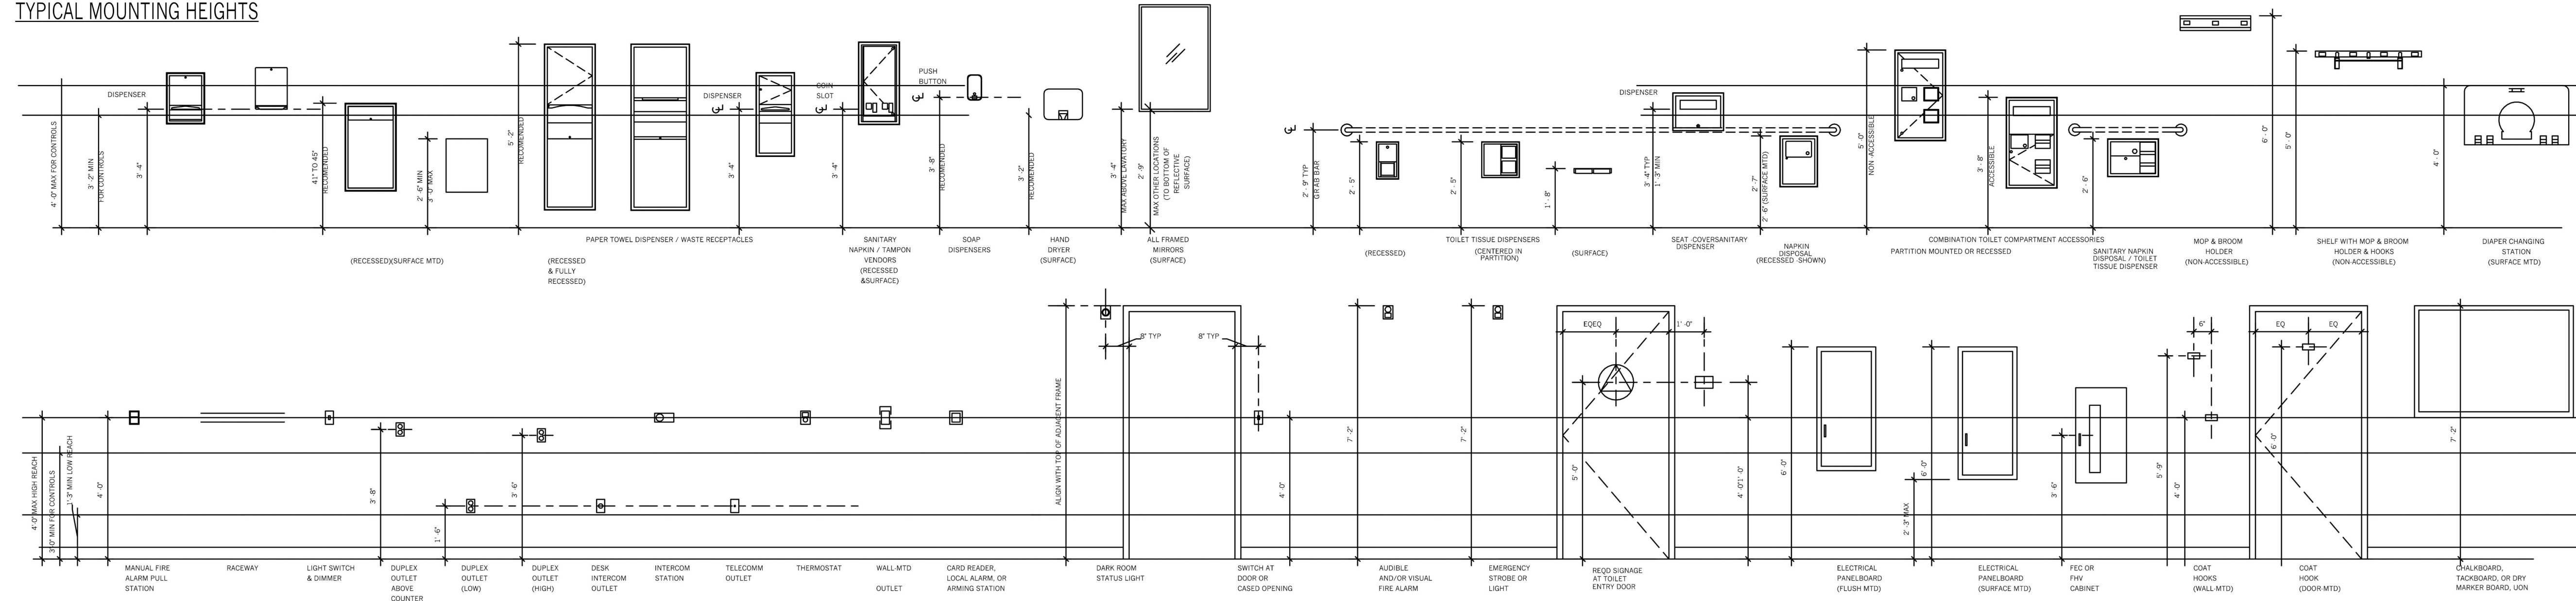 TYPICAL MOUNTING HEIGHTS
4' -0" MAX FOR CONTROLS
3' -2" MIN
FOR CONTROLS
DISPENSER
3' -4"
41" TO 45"
RECOMENDED
2' -6" MIN
3' -0" MAX
5' -2"
RECOMENDED
DISPENSER
3' -4"
COIN
SLOT
3' -4"
PUSH
BUTTON
3' -8"
RECOMENDED
3' -2"
RECOMENDED
3' -4"
MAX ABOVE LAVATORY
2' -9"
MAX OTHER LOCATIONS
(TO BOTTOM OF
REFLECTIVE
SURFACE)
2' - 9" TYP
GRAB BAR
2' - 5"
2' - 5"
1' - 8"
DISPENSER
3' -4" TYP
1' -3" MIN
2' -7"
2' -6" (SURFACE MTD)
5' -0"
NON -ACCESSIBLE
3' - 8"
ACCESSIBLE
2' - 6"
6' - 0"
5' - 0"
4' - 0"
(RECESSED)(SURFACE MTD)
PAPER TOWEL DISPENSER / WASTE RECEPTACLES
(RECESSED
& FULLY
RECESSED)
SANITARY
NAPKIN / TAMPON
VENDORS
(RECESSED
&SURFACE)
SOAP
DISPENSERS
HAND
DRYER
(SURFACE)
ALL FRAMED
MIRRORS
(SURFACE)
(RECESSED)
TOILET TISSUE DISPENSERS
(CENTERED IN
PARTITION)
(SURFACE)
SEAT -COVERSANITARY
DISPENSER
NAPKIN
DISPOSAL
(RECESSED -SHOWN)
COMBINATION TOILET COMPARTMENT ACCESSORIES
PARTITION MOUNTED OR RECESSED
SANITARY NAPKIN
DISPOSAL / TOILET
TISSUE DISPENSER
MOP & BROOM
HOLDER
(NON-ACCESSIBLE)
SHELF WITH MOP & BROOM
HOLDER & HOOKS
(NON-ACCESSIBLE)
DIAPER CHANGING
STATION
(SURFACE MTD)
4'-0" MAX HIGH REACH
3'-0" MIN FOR CONTROLS
1'-3" MIN LOW REACH
4' -0"
3' -8"
1' -6"
3' -6"
ALIGN WITH TOP OF ADJACENT FRAME
8" TYP
8" TYP
4' -0"
7' -2"
7' -2"
EQEQ
1' -0"
5' -0"
4' -0"1' -0"
6' -0"
2' -3" MAX
6' -0"
3' -6"
5' -9"
4' -0"
6"
EQ
EQ
6' -0"
7' -2"
MANUAL FIRE
ALARM PULL
STATION
RACEWAY
LIGHT SWITCH
& DIMMER
DUPLEX
OUTLET
ABOVE
COUNTER
DUPLEX
OUTLET
(LOW)
DUPLEX
OUTLET
(HIGH)
DESK
INTERCOM
OUTLET
INTERCOM
STATION
TELECOMM
OUTLET
THERMOSTAT
WALL-MTD
OUTLET
CARD READER,
LOCAL ALARM, OR
ARMING STATION
DARK ROOM
STATUS LIGHT
SWITCH AT
DOOR OR
CASED OPENING
AUDIBLE
AND/OR VISUAL
FIRE ALARM
EMERGENCY
STROBE OR
LIGHT
REQD SIGNAGE
AT TOILET
ENTRY DOOR
ELECTRICAL
PANELBOARD
(FLUSH MTD)
ELECTRICAL
PANELBOARD
(SURFACE MTD)
FEC OR
FHV
CABINET
COAT
HOOKS
(WALL-MTD)
COAT
HOOK
(DOOR-MTD)
CHALKBOARD,
TACKBOARD, OR DRY
MARKER BOARD, UON